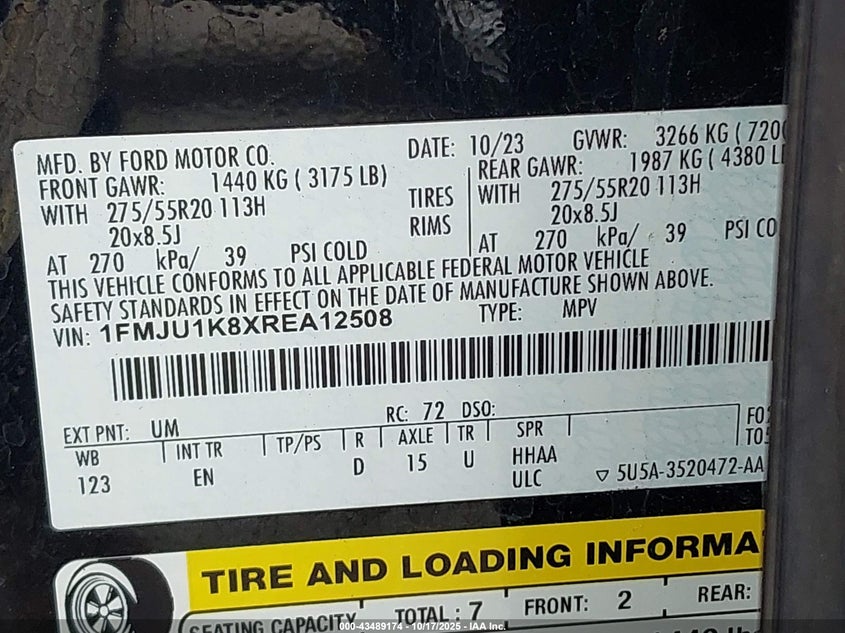 MFD. BY FORD MOTOR CO. DATE: 10/23 GVWR: 3266 KG ( 720
FRONT GAWR: 1440 KG ( 3175 LB) REAR GAWR: 1987 KG ( 4380 L
WITH 275/55R20 113H TIRES WITH 275/55R20 113H
20x8.5J RIMS 20x8.5J
AT 270 kPa/ 39 PSI COLD AT 270 kPa/ 39 PSI CO
THIS VEHICLE CONFORMS TO ALL APPLICABLE FEDERAL MOTOR VEHICLE
SAFETY STANDARDS IN EFFECT ON THE DATE OF MANUFACTURE SHOWN ABOVE.
VIN: 1FMJU1K8XREA12508 TYPE: MPV
EXT PNT: UM RC: 72 DSO:
WB INT TR TP/PS R AXLE TR SPR
123 EN D 15 U HHAA
ULC
5U5A-3520472-AA
TIRE AND LOADING INFORMA
SEATING CAPACITY TOTAL: 7 FRONT: 2 REAR:
000-43489174 - 10/17/2025 - IAA Inc.